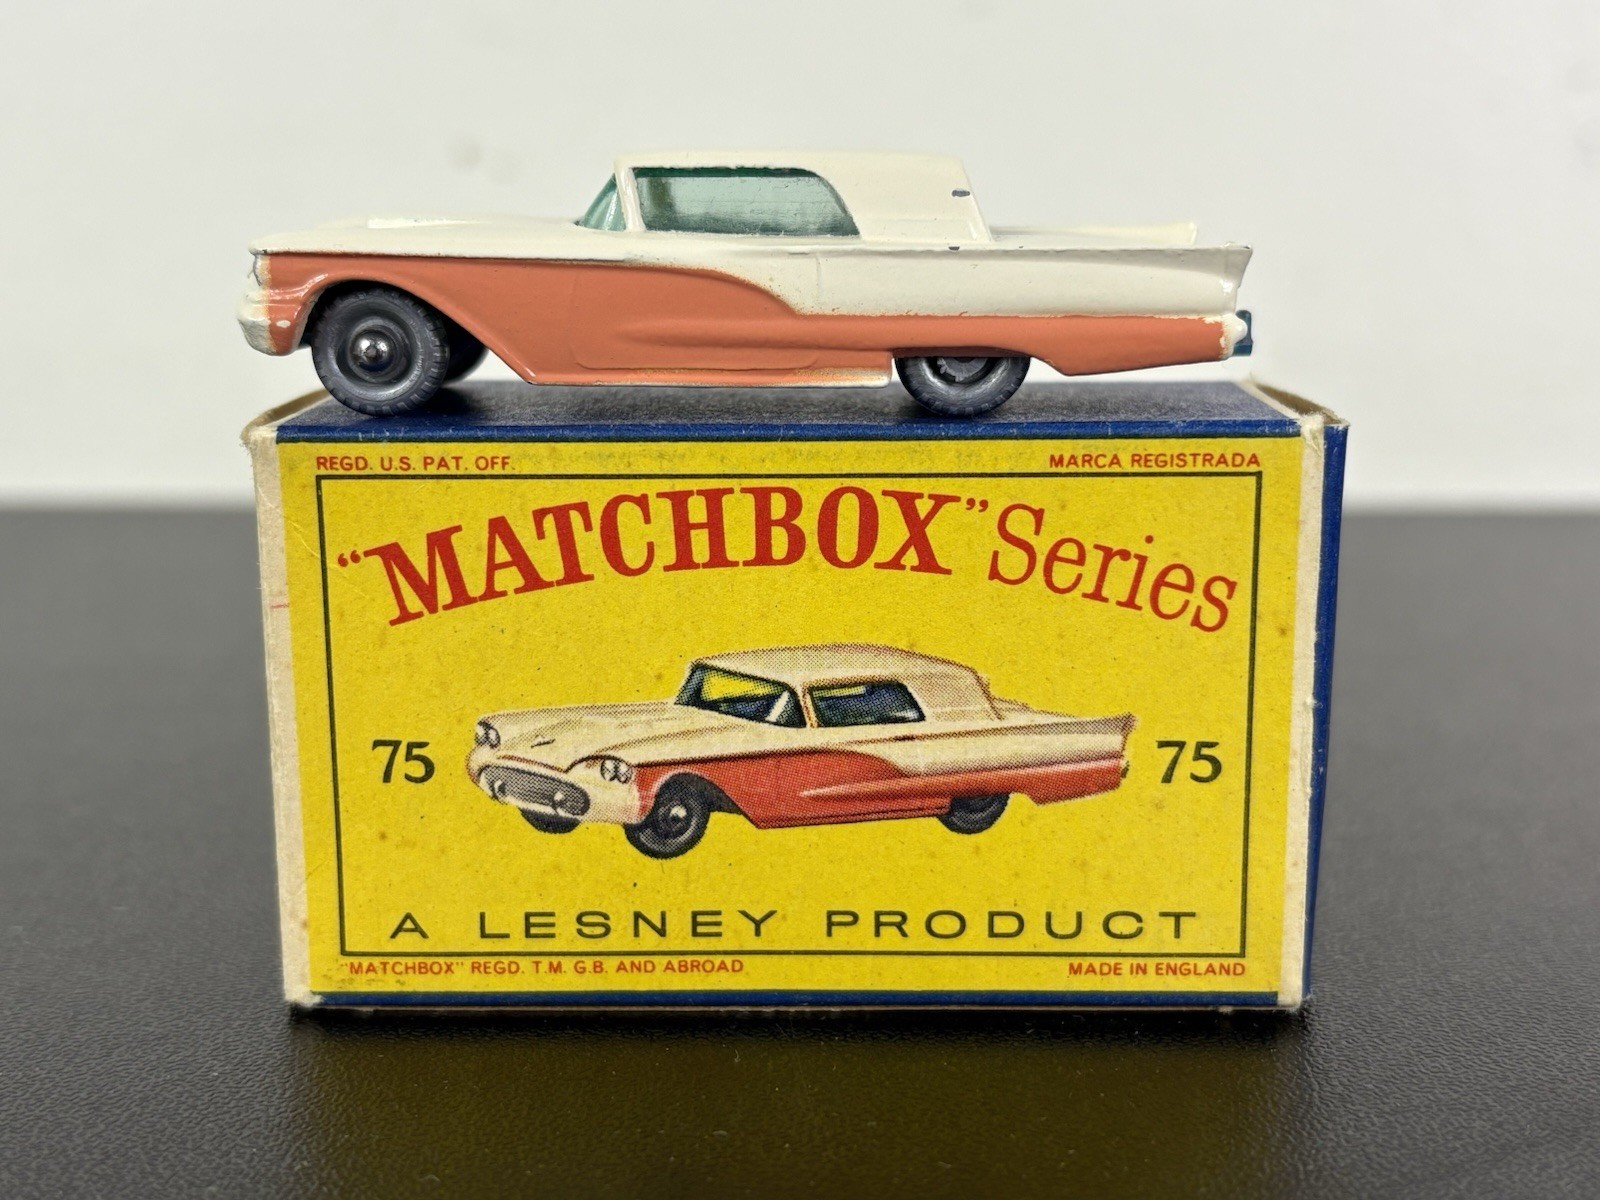 REGD. U.S. PAT. OFF. MARCA REGISTRADA
"MATCHBOX" Series
75 75
A LESNEY PRODUCT
"MATCHBOX" REGD. T.M. G.B. AND ABROAD MADE IN ENGLAND